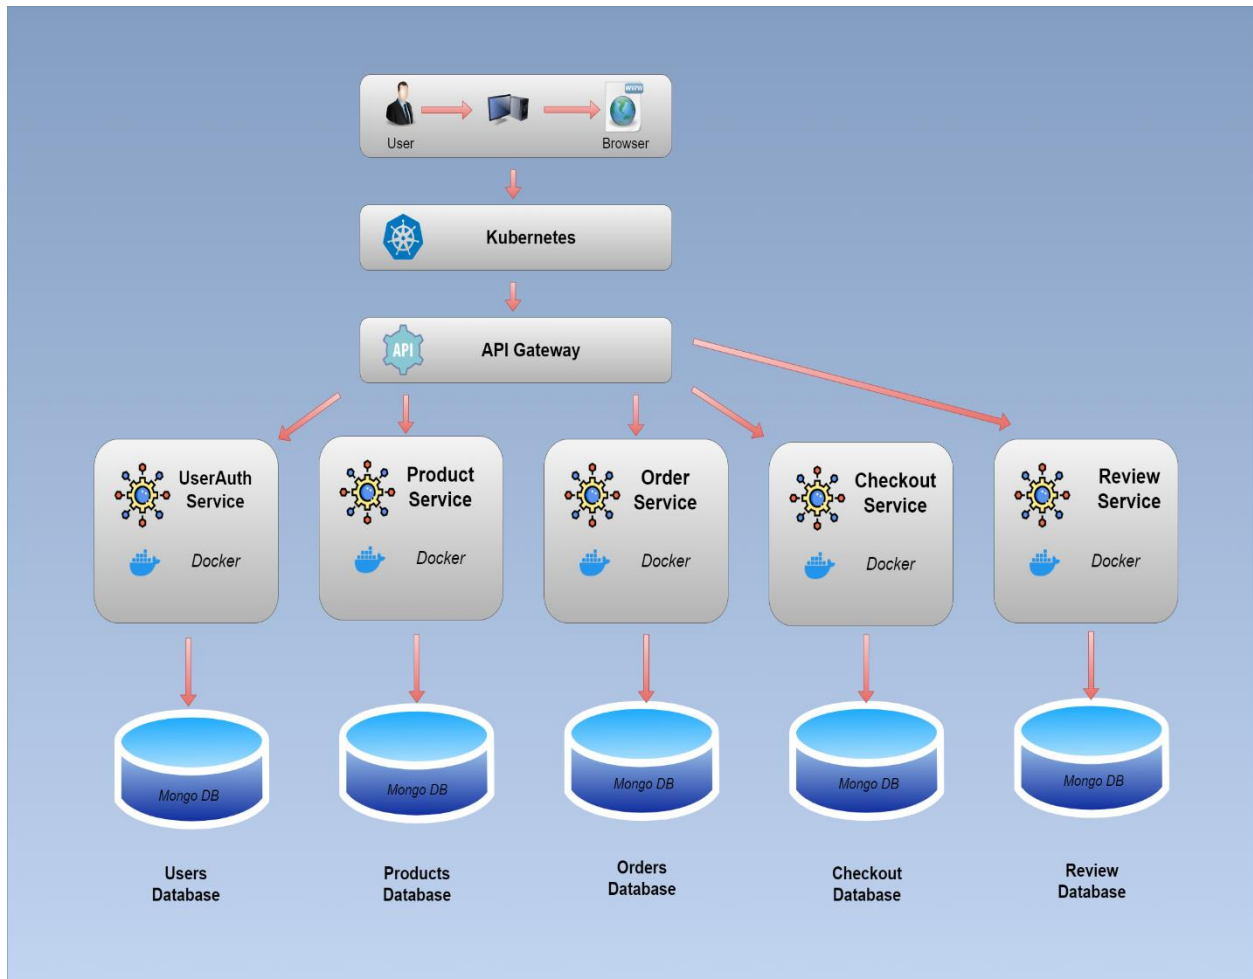 www
User
Browser
Kubernetes
API
API Gateway
UserAuth
Service
Docker
Product
Service
Docker
Order
Service
Docker
Checkout
Service
Docker
Review
Service
Docker
Mongo DB
Mongo DB
Mongo DB
Mongo DB
Mongo DB
Users
Database
Products
Database
Orders
Database
Checkout
Database
Review
Database